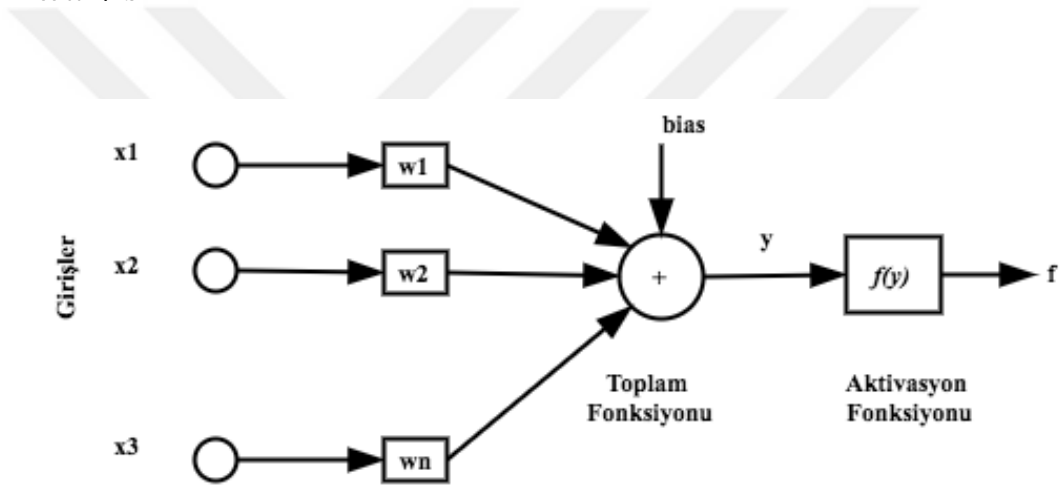 bias
x1
w1
Girişler
x2
w2
+
y
f(y)
f
Toplam
Fonksiyonu
Aktivasyon
Fonksiyonu
x3
wn